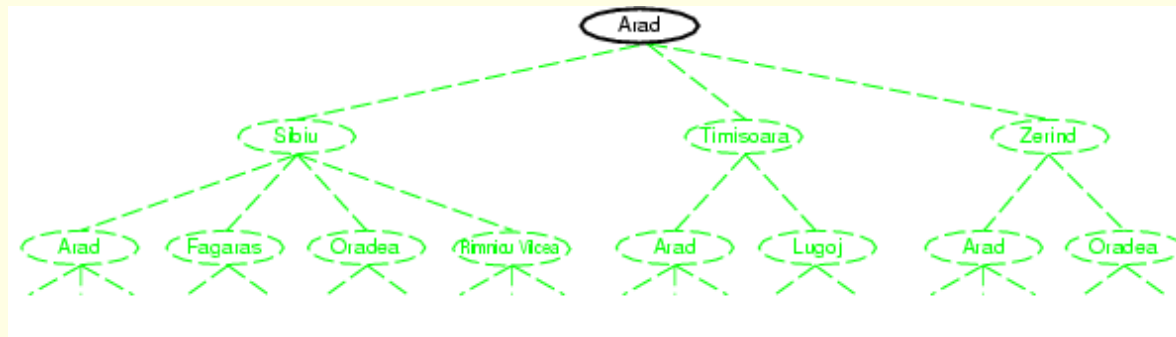 Arad
Sibiu Timisoara Zerind
Arad Fagaras Oradea Rimnicu Vilcea Arad Lugoj Arad Oradea